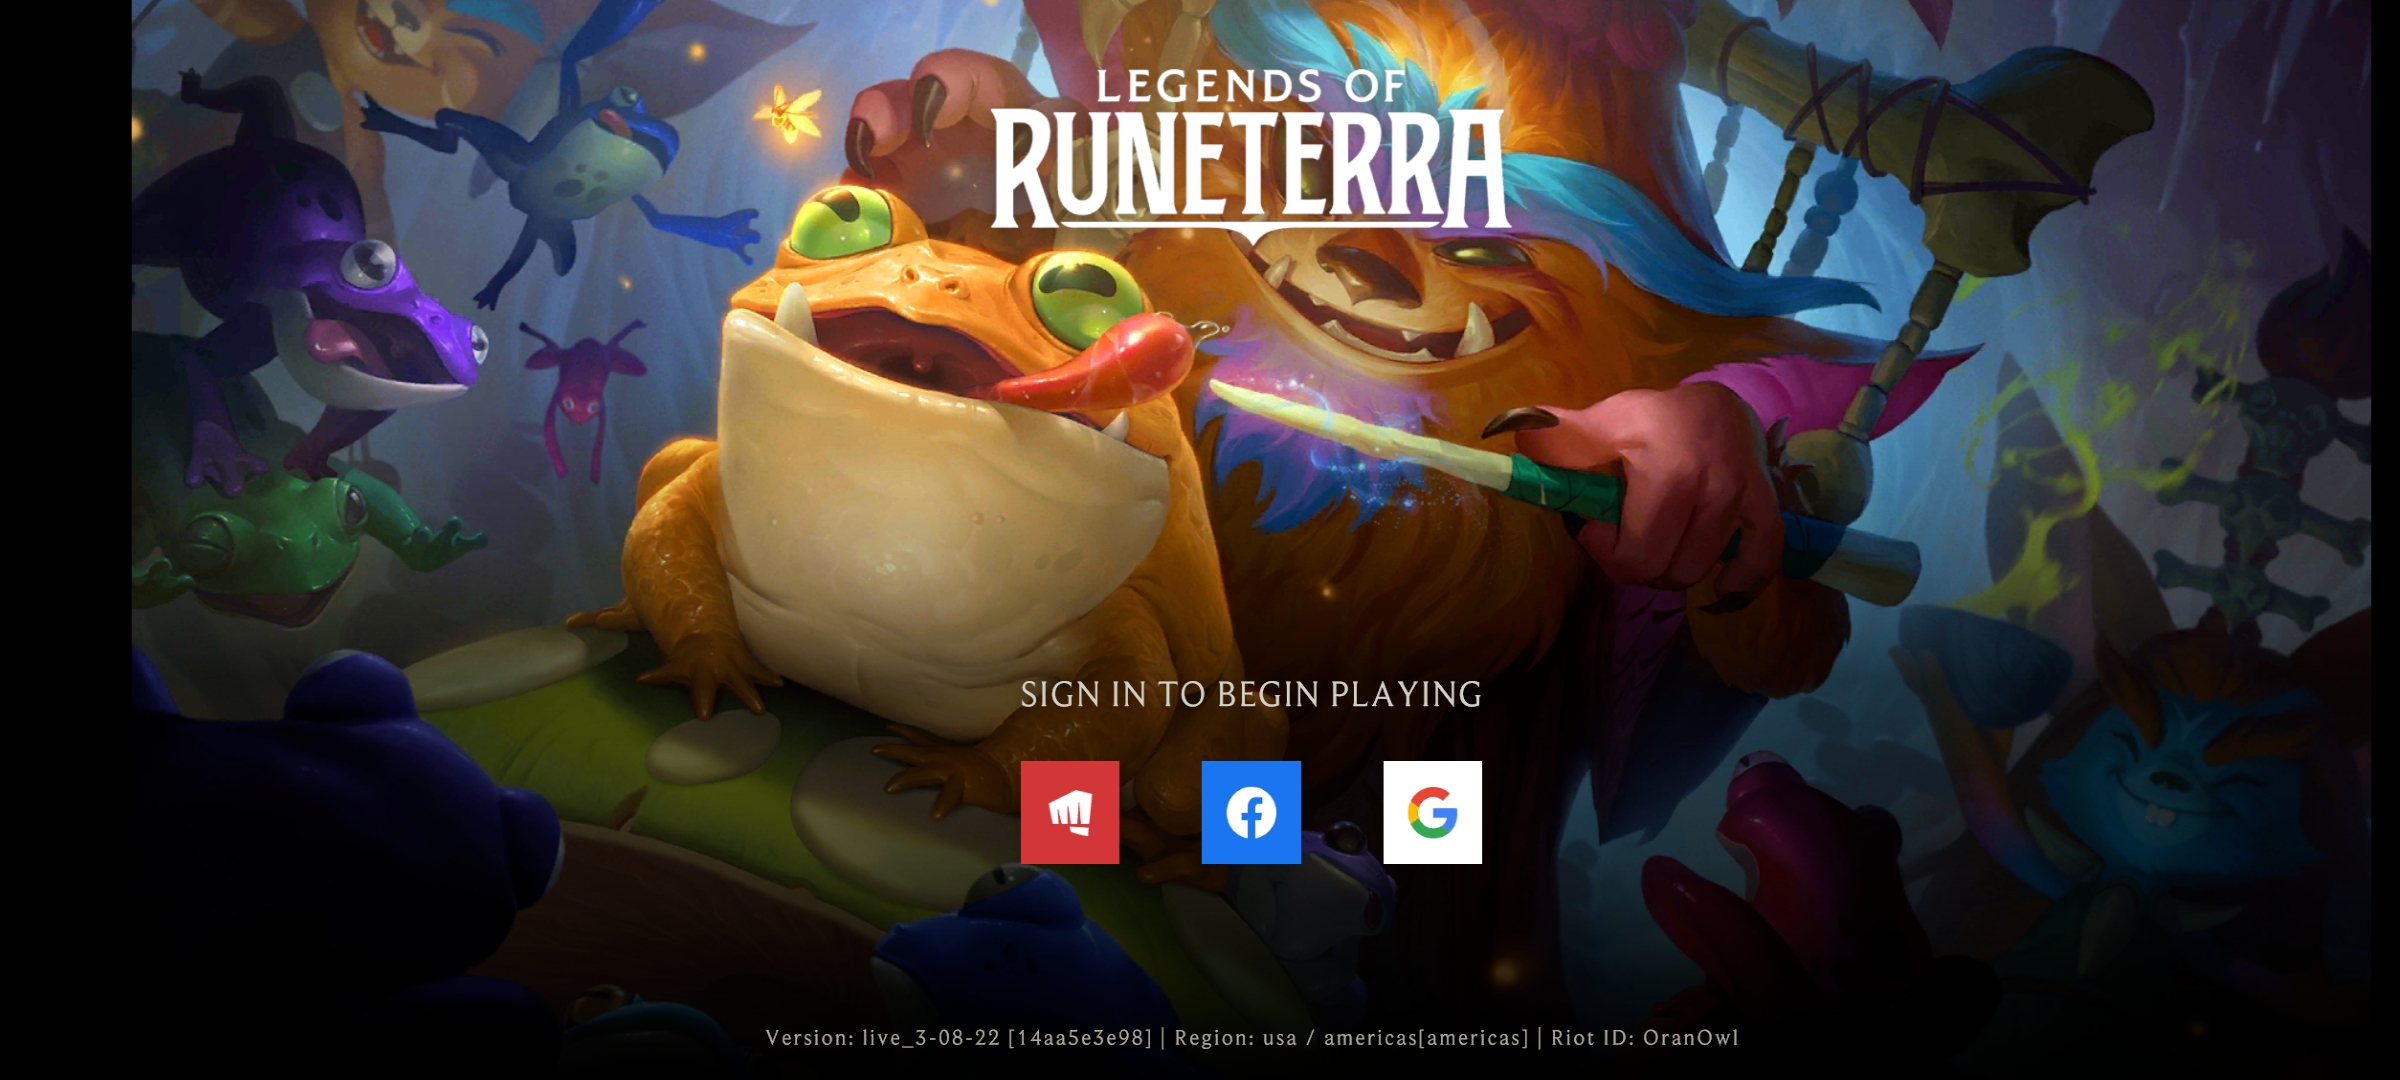 LEGENDS OF
RUNETERRA
SIGN IN TO BEGIN PLAYING
Version: live_3-08-22 [14aa5e3e98] | Region: usa / americas[americas] | Riot ID: OranOwl